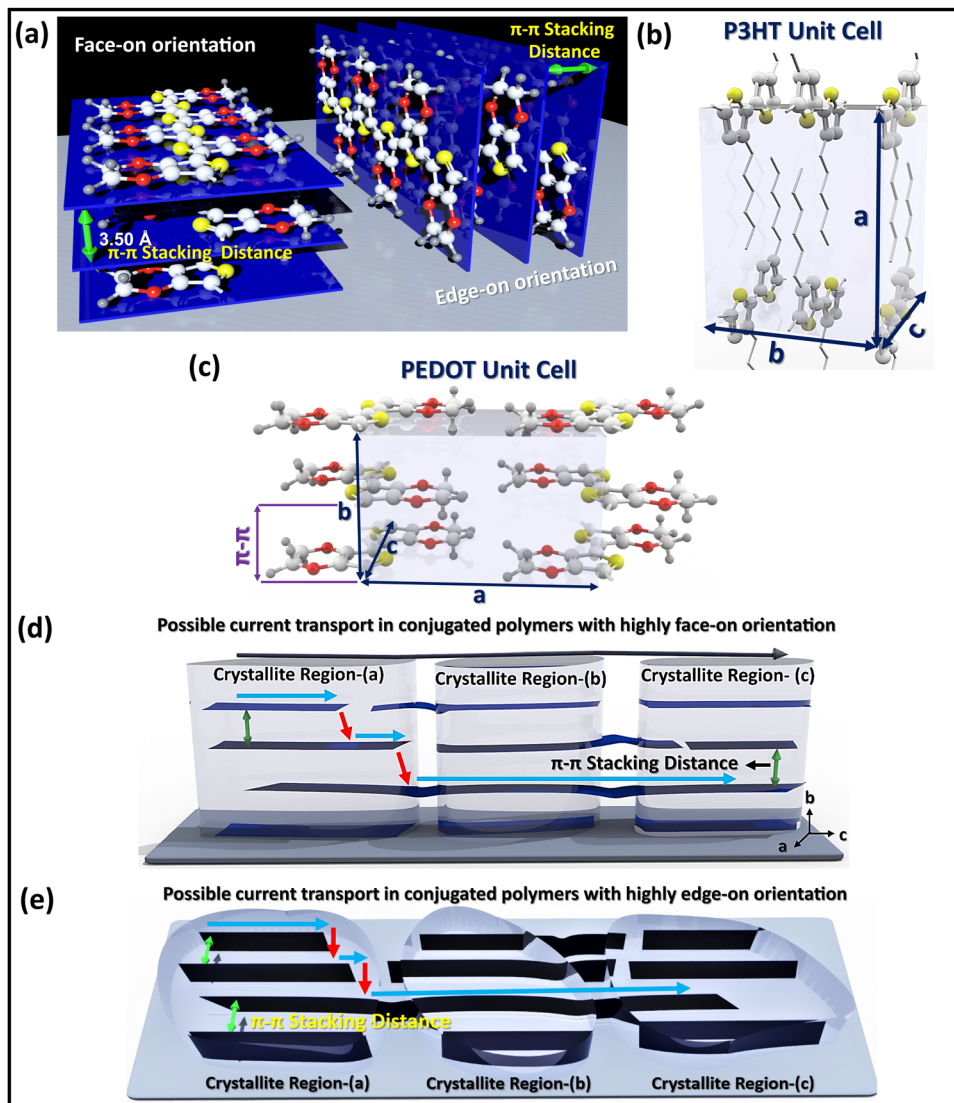 (a)
Face-on orientation
π-π Stacking
Distance
3.50 Å
π-π Stacking Distance
Edge-on orientation
(b)
P3HT Unit Cell
a
b
c
(c)
PEDOT Unit Cell
π-π
b
c
a
(d)
Possible current transport in conjugated polymers with highly face-on orientation
Crystallite Region-(a)
Crystallite Region-(b)
Crystallite Region- (c)
π-π Stacking
Distance
b
c
a
(e)
Possible current transport in conjugated polymers with highly edge-on orientation
π-π Stacking Distance
Crystallite Region-(a)
Crystallite Region-(b)
Crystallite Region-(c)